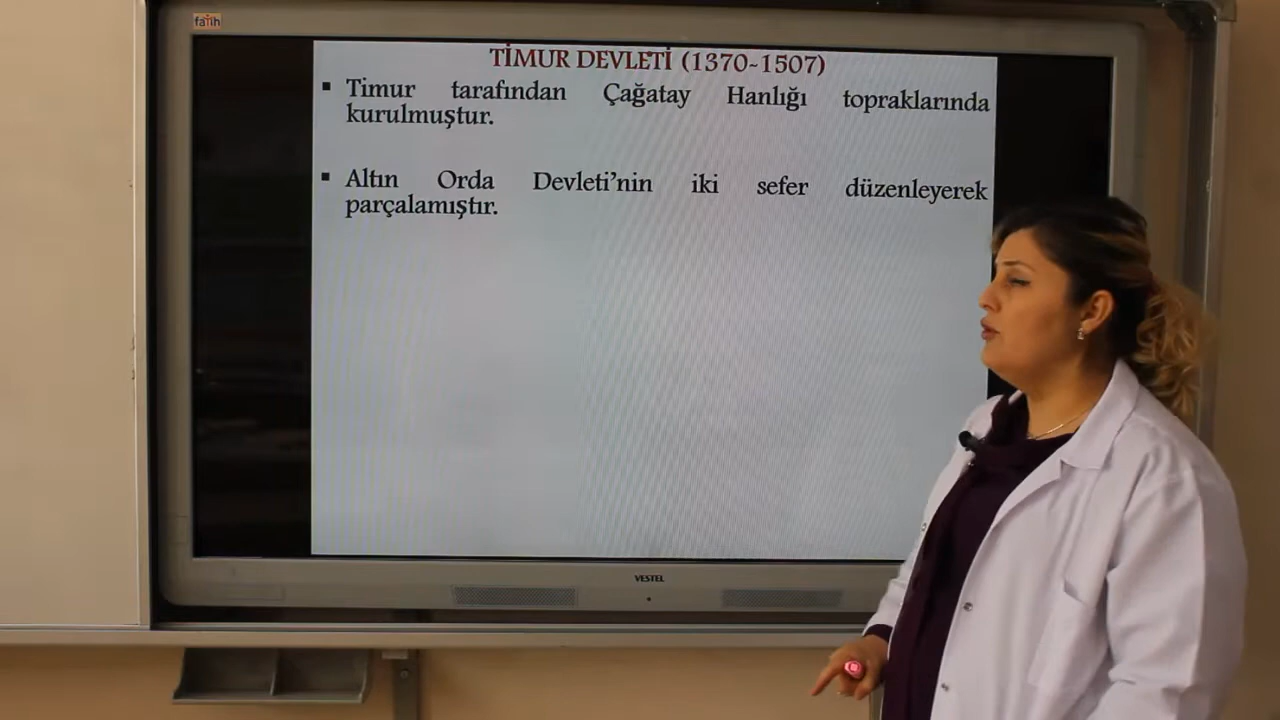 fatih
TİMUR DEVLETİ (1370-1507)
▪ Timur tarafından Çağatay Hanlığı topraklarında
kurulmuştur.
▪ Altın Orda Devleti’nin iki sefer düzenleyerek
parçalamıştır.
VESTEL